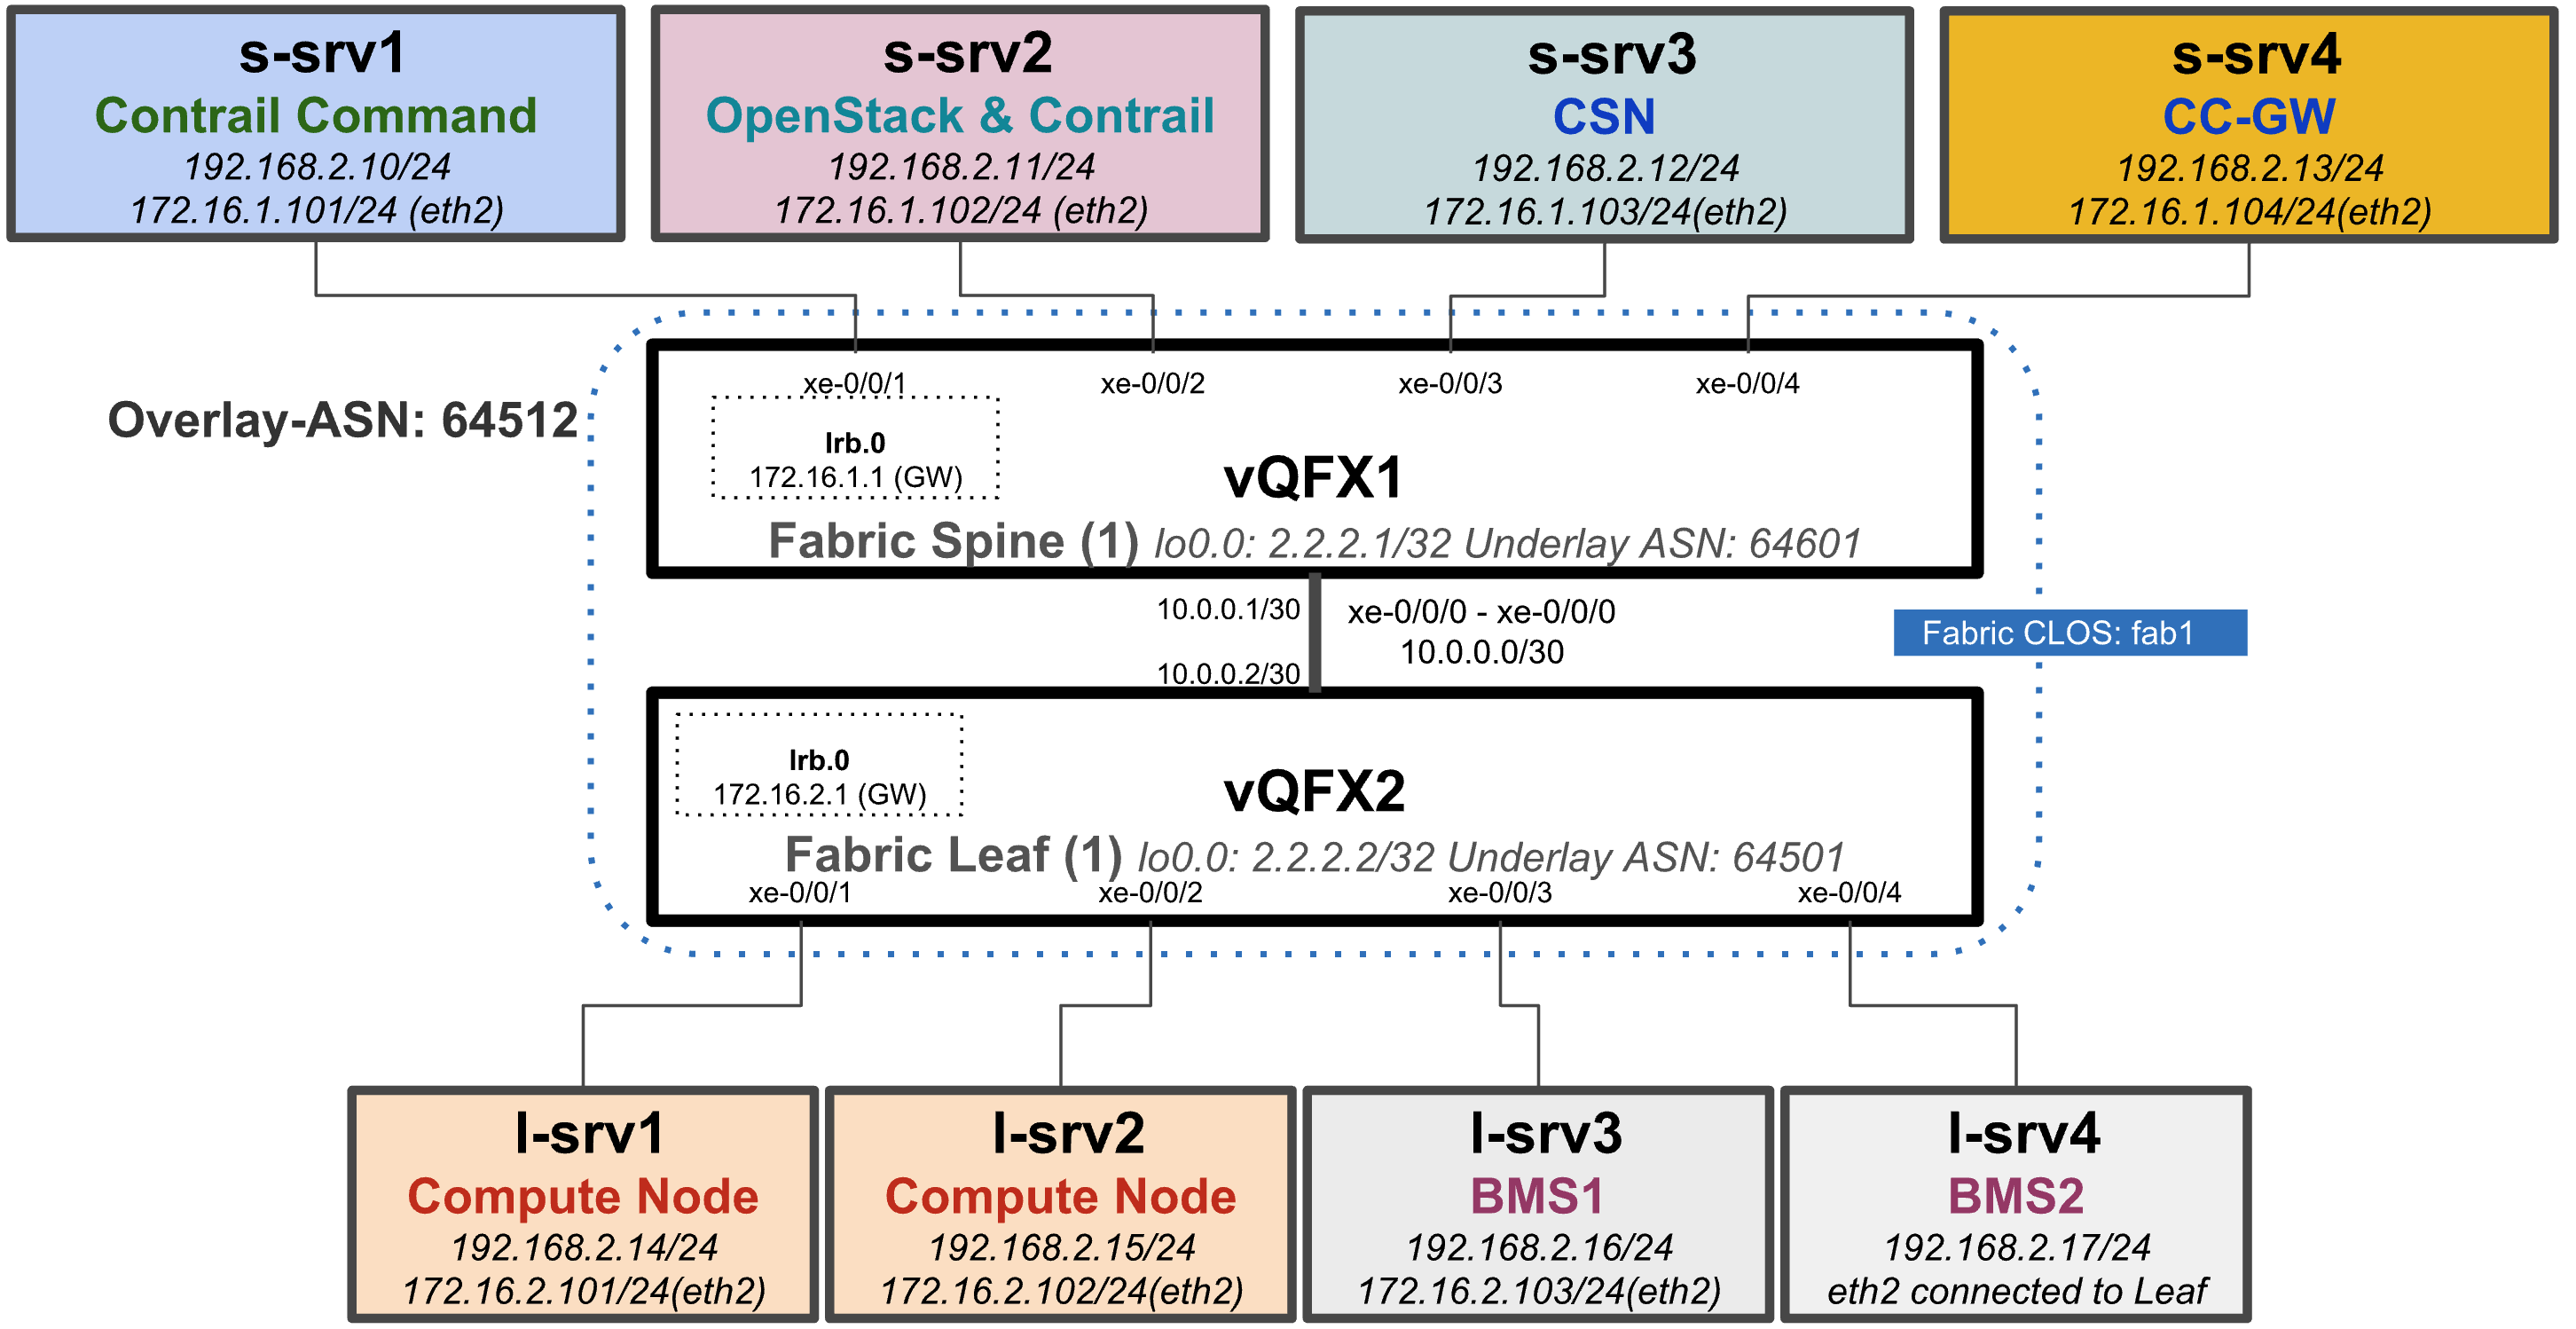 s-srv1
Contrail Command
192.168.2.10/24
172.16.1.101/24 (eth2)
s-srv2
OpenStack & Contrail
192.168.2.11/24
172.16.1.102/24 (eth2)
s-srv3
CSN
192.168.2.12/24
172.16.1.103/24(eth2)
s-srv4
CC-GW
192.168.2.13/24
172.16.1.104/24(eth2)
Overlay-ASN: 64512
xe-0/0/1
xe-0/0/2
xe-0/0/3
xe-0/0/4
Irb.0
172.16.1.1 (GW)
vQFX1
Fabric Spine (1) lo0.0: 2.2.2.1/32 Underlay ASN: 64601
10.0.0.1/30
xe-0/0/0 - xe-0/0/0
10.0.0.0/30
10.0.0.2/30
Fabric CLOS: fab1
Irb.0
172.16.2.1 (GW)
vQFX2
Fabric Leaf (1) lo0.0: 2.2.2.2/32 Underlay ASN: 64501
xe-0/0/1
xe-0/0/2
xe-0/0/3
xe-0/0/4
l-srv1
Compute Node
192.168.2.14/24
172.16.2.101/24(eth2)
l-srv2
Compute Node
192.168.2.15/24
172.16.2.102/24(eth2)
l-srv3
BMS1
192.168.2.16/24
172.16.2.103/24(eth2)
l-srv4
BMS2
192.168.2.17/24
eth2 connected to Leaf